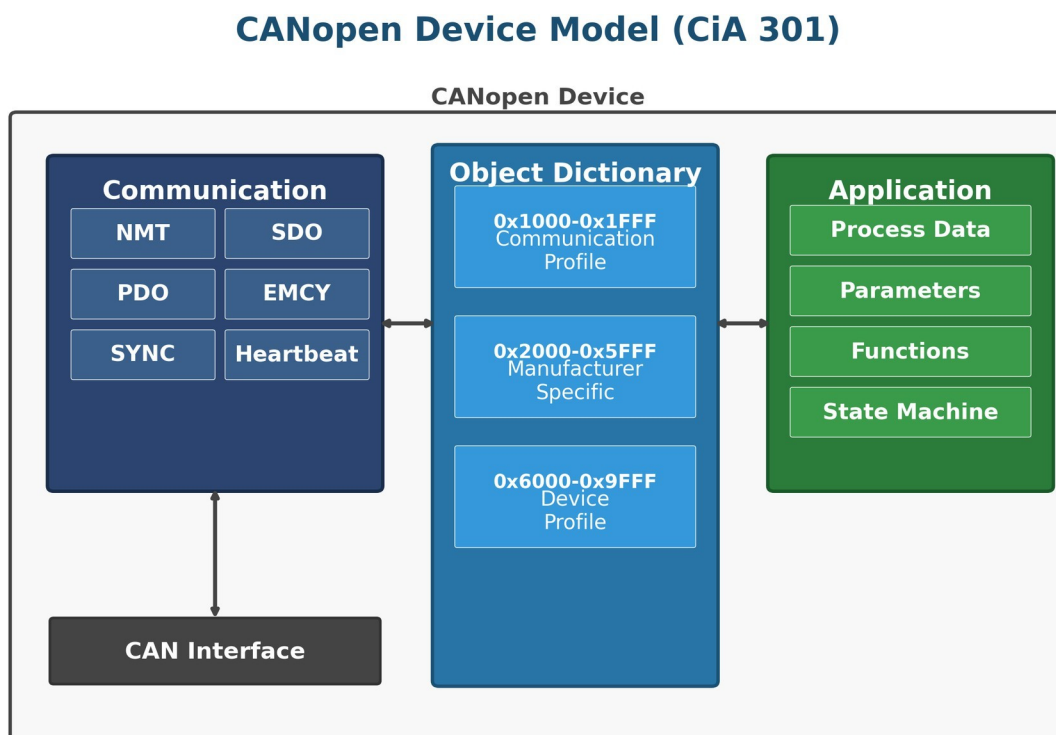 CANopen Device Model (CiA 301)
CANopen Device
Communication
NMT
SDO
PDO
EMCY
SYNC
Heartbeat
Object Dictionary
0x1000-0x1FFF
Communication
Profile
0x2000-0x5FFF
Manufacturer
Specific
0x6000-0x9FFF
Device
Profile
Application
Process Data
Parameters
Functions
State Machine
CAN Interface